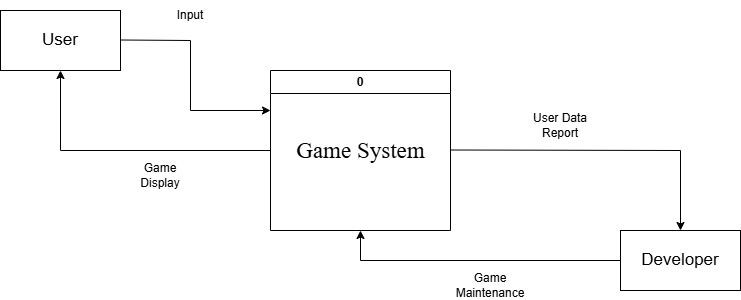 Input
User
0
Game System
User Data
Report
Game
Display
Developer
Game
Maintenance